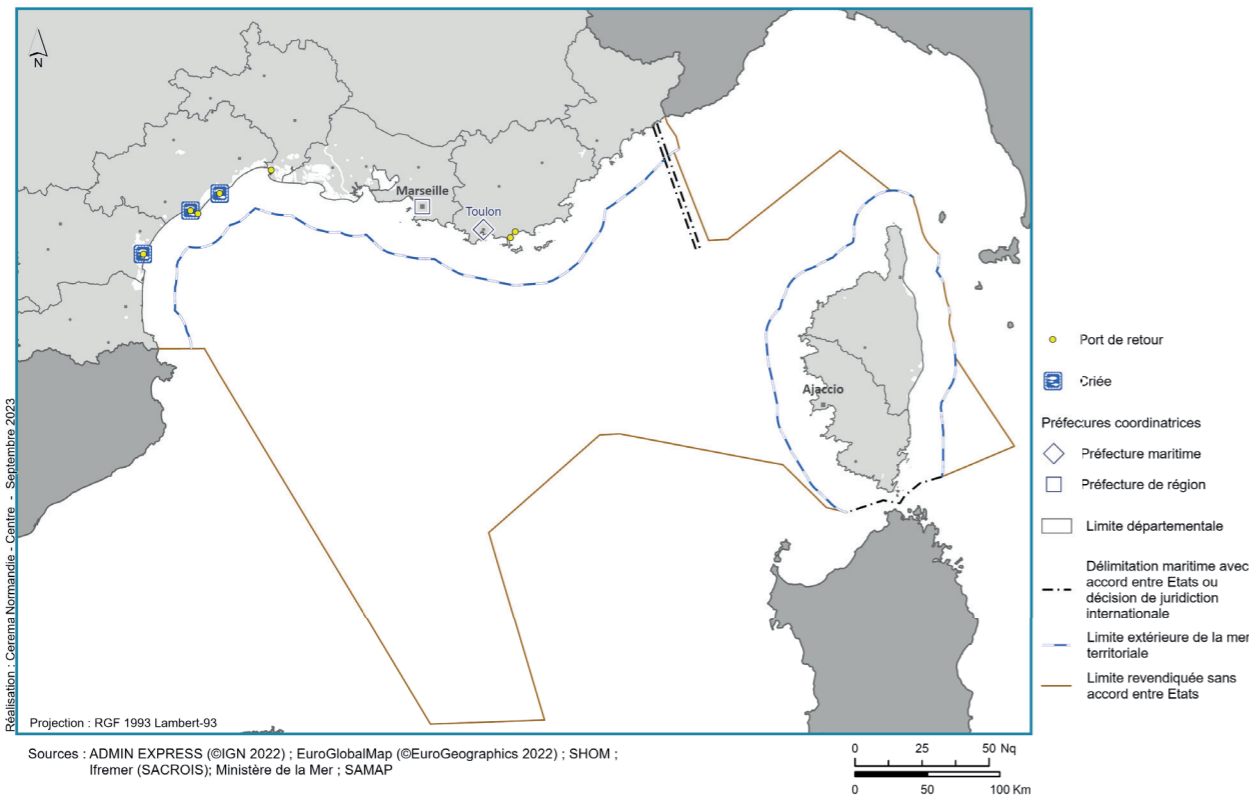 N
Marseille
Toulon
Ajaccio
Réalisation : Cerema Normandie - Centre - Septembre 2023
Projection : RGF 1993 Lambert-93
Sources : ADMIN EXPRESS (©IGN 2022) ; EuroGlobalMap (©EuroGeographics 2022) ; SHOM ;
Ifremer (SACROIS); Ministère de la Mer ; SAMAP
Port de retour
Criée
Préfecures coordinatrices
Préfecture maritime
Préfecture de région
Limite départementale
Délimitation maritime avec
accord entre Etats ou
décision de juridiction
internationale
Limite extérieure de la mer
territoriale
Limite revendiquée sans
accord entre Etats
0 25 50 Nq
0 50 100 Km